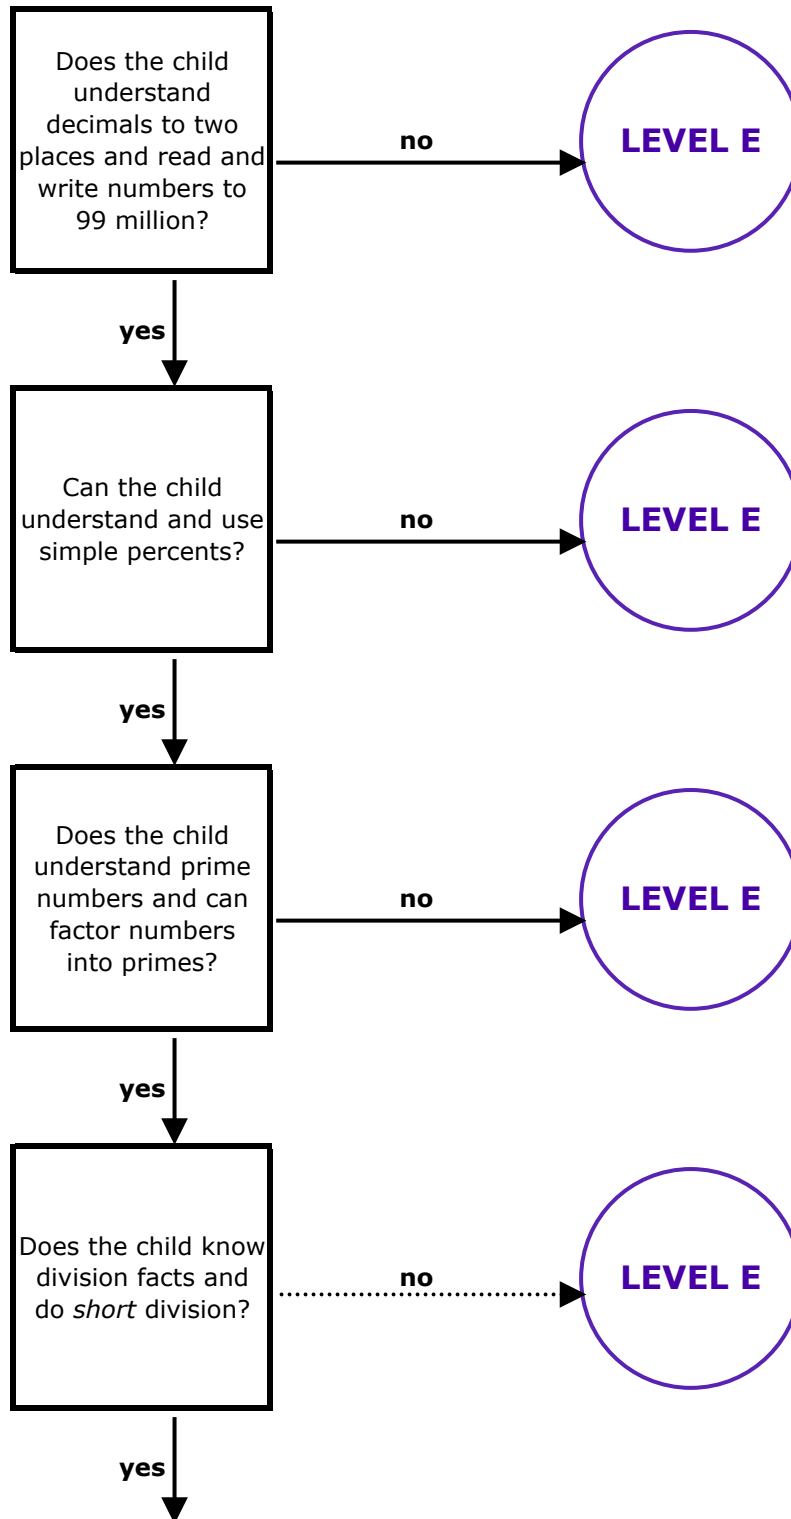 Does the child
understand
decimals to two
places and read and
write numbers to
99 million?
no
LEVEL E
yes
Can the child
understand and use
simple percents?
no
LEVEL E
yes
Does the child
understand prime
numbers and can
factor numbers
into primes?
no
LEVEL E
yes
Does the child know
division facts and
do short division?
no
LEVEL E
yes